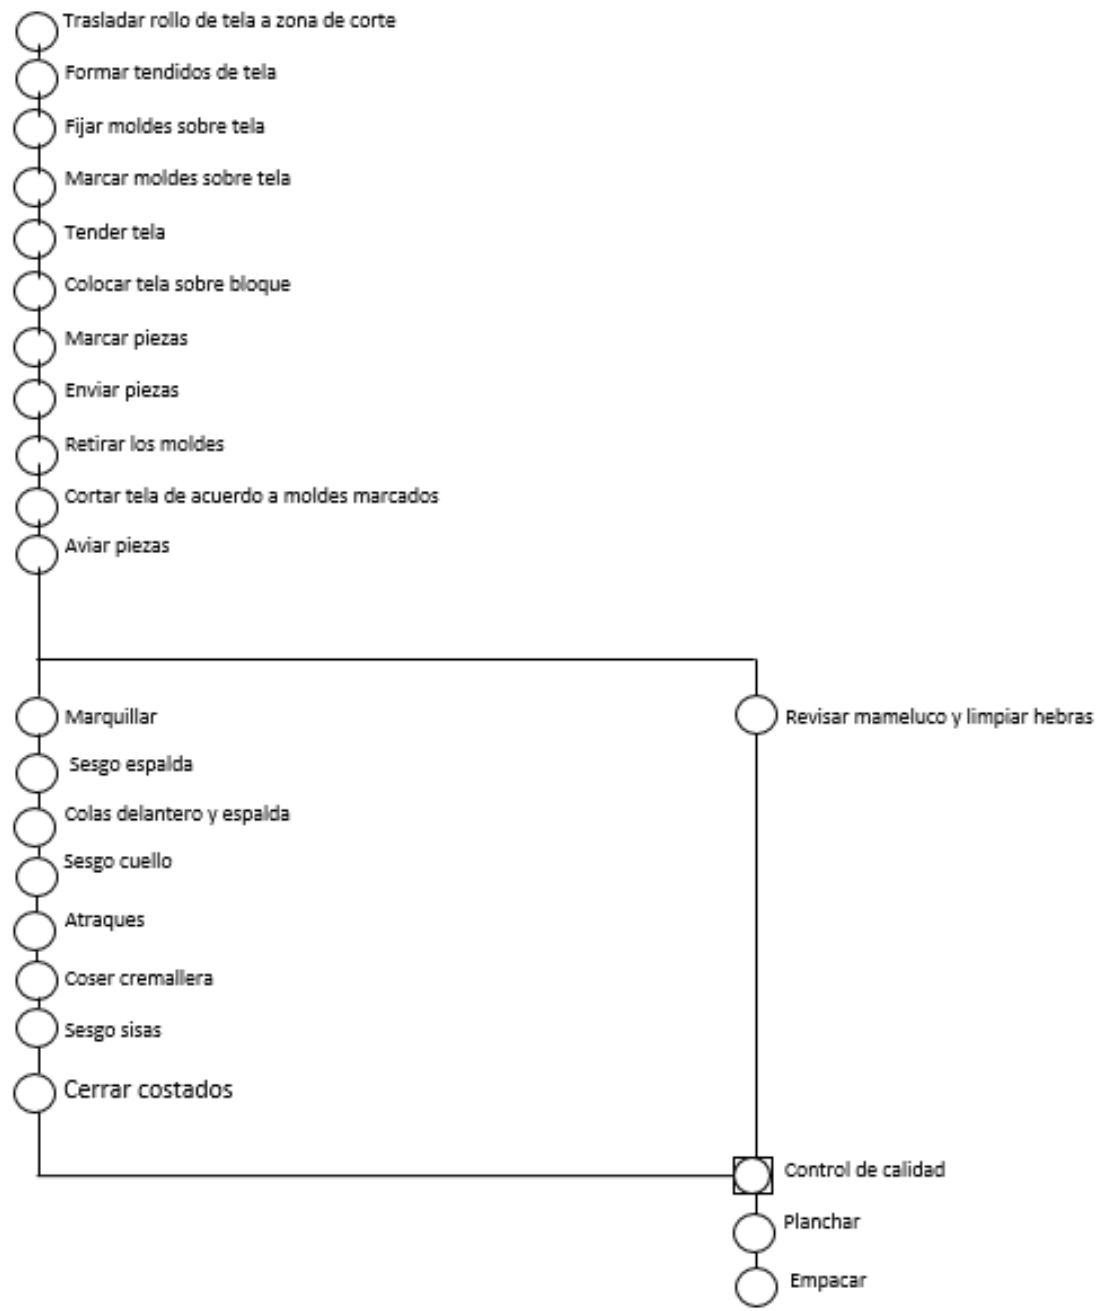 Trasladar rollo de tela a zona de corte
Formar tendidos de tela
Fijar moldes sobre tela
Marcar moldes sobre tela
Tender tela
Colocar tela sobre bloque
Marcar piezas
Enviar piezas
Retirar los moldes
Cortar tela de acuerdo a moldes marcados
Aviar piezas
Marquillar
Sesgo espalda
Colas delantero y espalda
Sesgo cuello
Atraques
Coser cremallera
Sesgo sisas
Cerrar costados
Revisar mameluco y limpiar hebras
Control de calidad
Planchar
Empacar